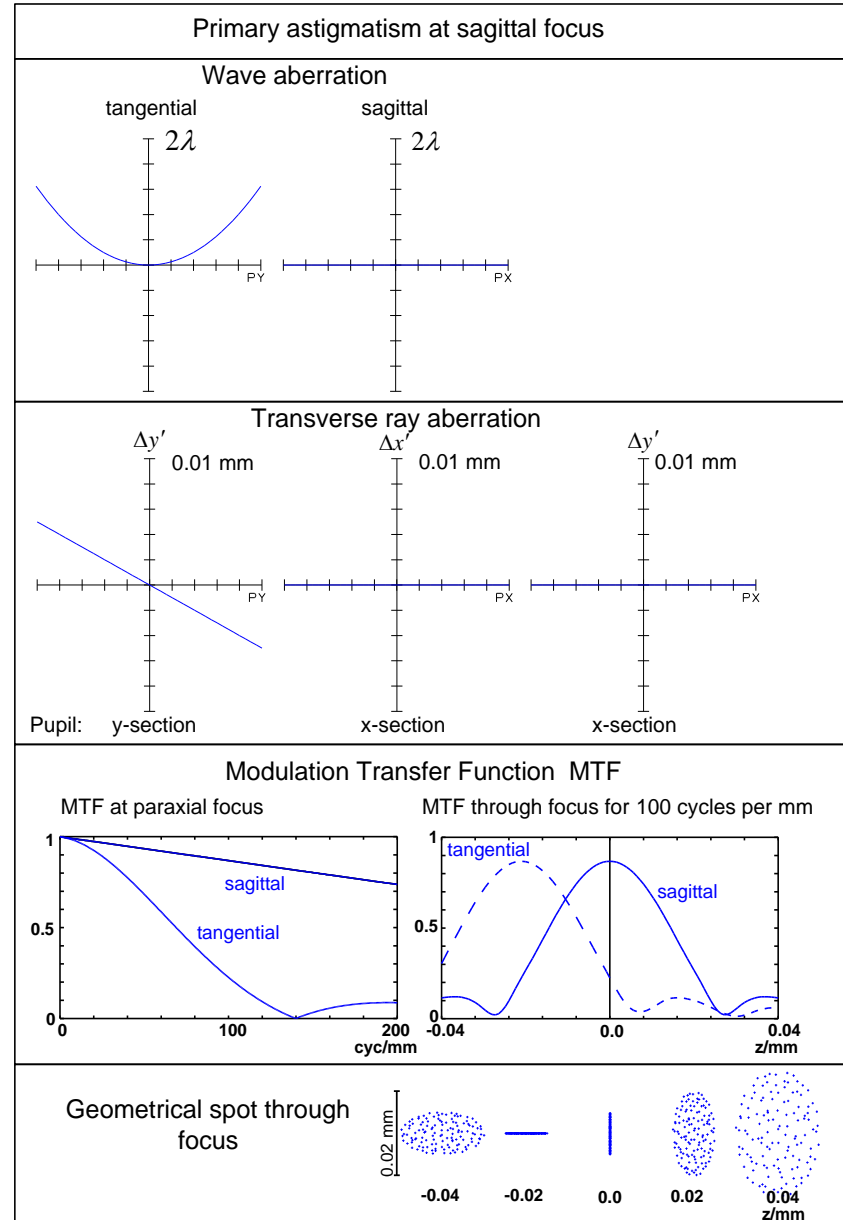 Primary astigmatism at sagittal focus
Wave aberration
tangential sagittal
2λ 2λ
PY PX
Transverse ray aberration
Δy′ Δx′ Δy′
0.01 mm 0.01 mm 0.01 mm
PY PX PX
Pupil: y-section x-section x-section
Modulation Transfer Function MTF
MTF at paraxial focus MTF through focus for 100 cycles per mm
1 1
tangential
sagittal sagittal
tangential
0.5 0.5
0 0
0 100 200 -0.04 0.0 0.04
cyc/mm z/mm
Geometrical spot through
focus
0.02 mm
-0.04 -0.02 0.0 0.02 0.04
z/mm